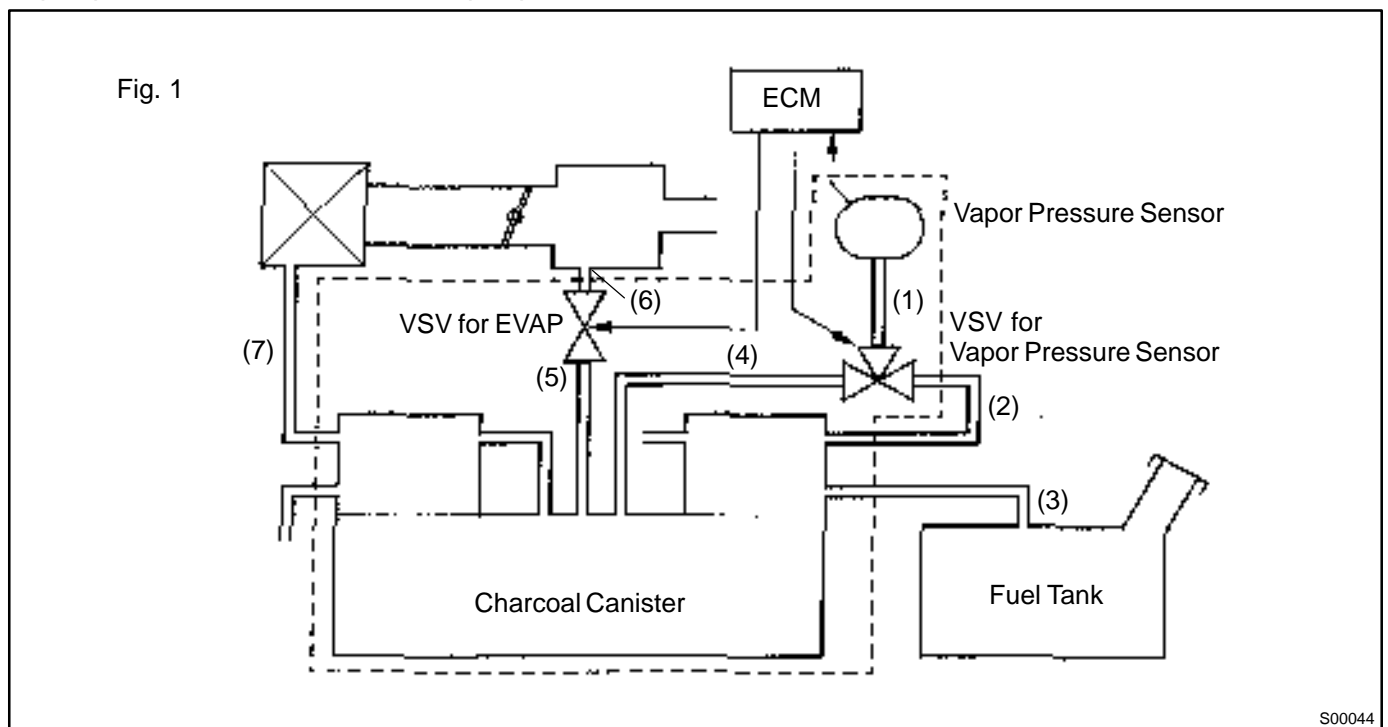 Fig. 1
ECM
Vapor Pressure Sensor
(6)
(1)
VSV for EVAP
VSV for
Vapor Pressure Sensor
(7)
(4)
(5)
(2)
(3)
Charcoal Canister
Fuel Tank
S00044